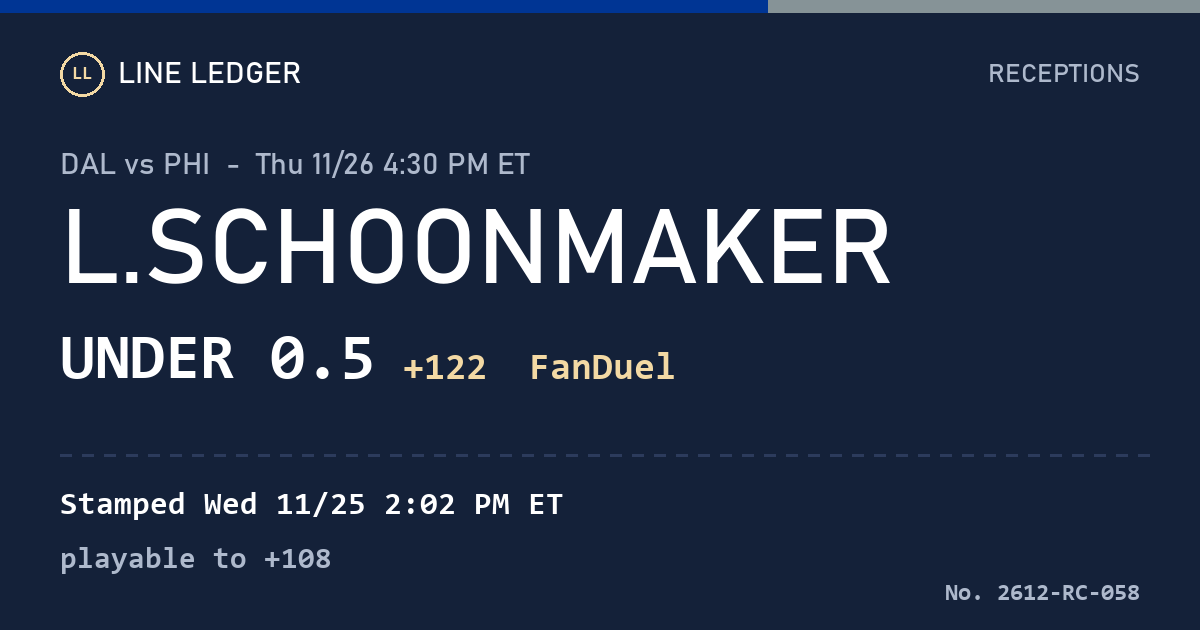 LL LINE LEDGER
RECEPTIONS
DAL vs PHI - Thu 11/26 4:30 PM ET
L.SCHOONMAKER
UNDER 0.5 +122 FanDuel
Stamped Wed 11/25 2:02 PM ET
playable to +108
No. 2612-RC-058